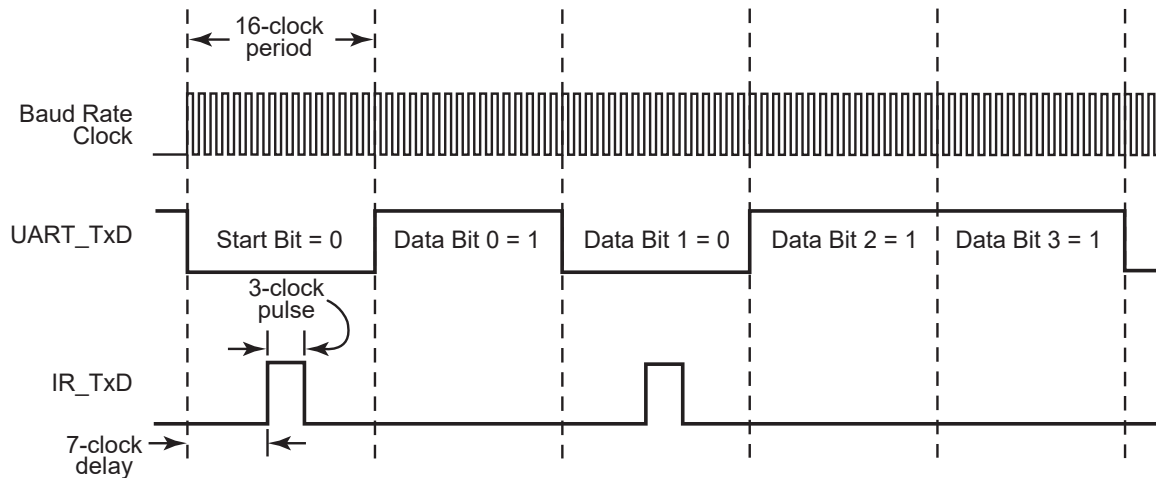 16-clock
period
Baud Rate
Clock
UART_TxD
Start Bit = 0
Data Bit 0 = 1
Data Bit 1 = 0
Data Bit 2 = 1
Data Bit 3 = 1
3-clock
pulse
IR_TxD
7-clock
delay